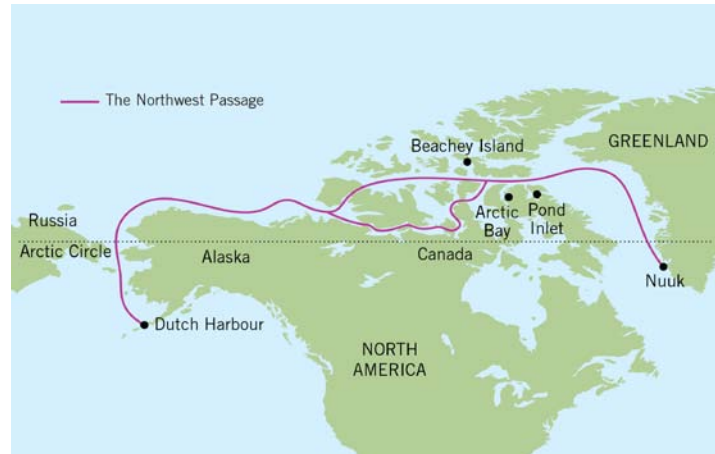 The Northwest Passage
GREENLAND
Beachey Island
Russia
Arctic
Bay
Pond
Inlet
Arctic Circle
Alaska
Canada
Nuuk
Dutch Harbour
NORTH
AMERICA